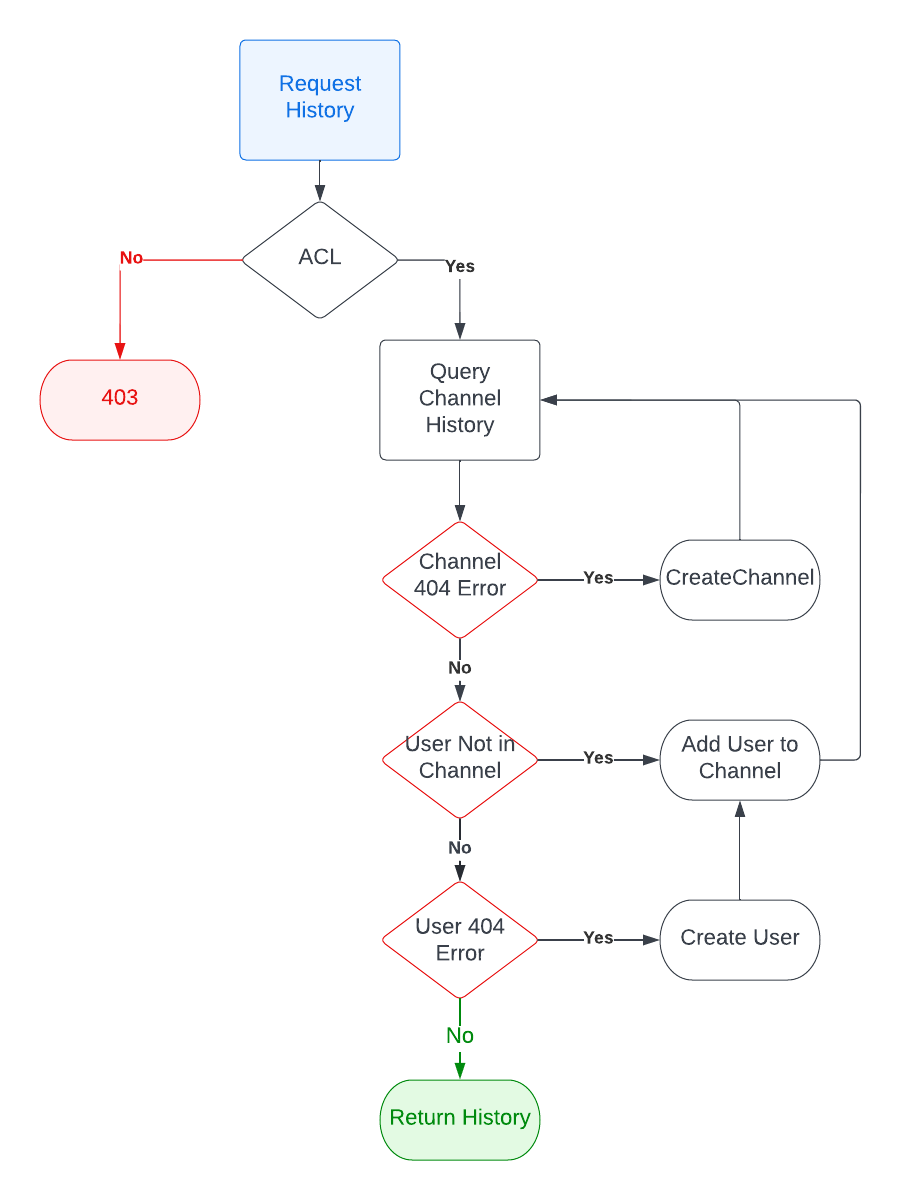 Request
History
ACL
No
Yes
403
Query
Channel
History
Channel
404 Error
Yes
CreateChannel
No
User Not in
Channel
Yes
Add User to
Channel
No
User 404
Error
Yes
Create User
No
Return History